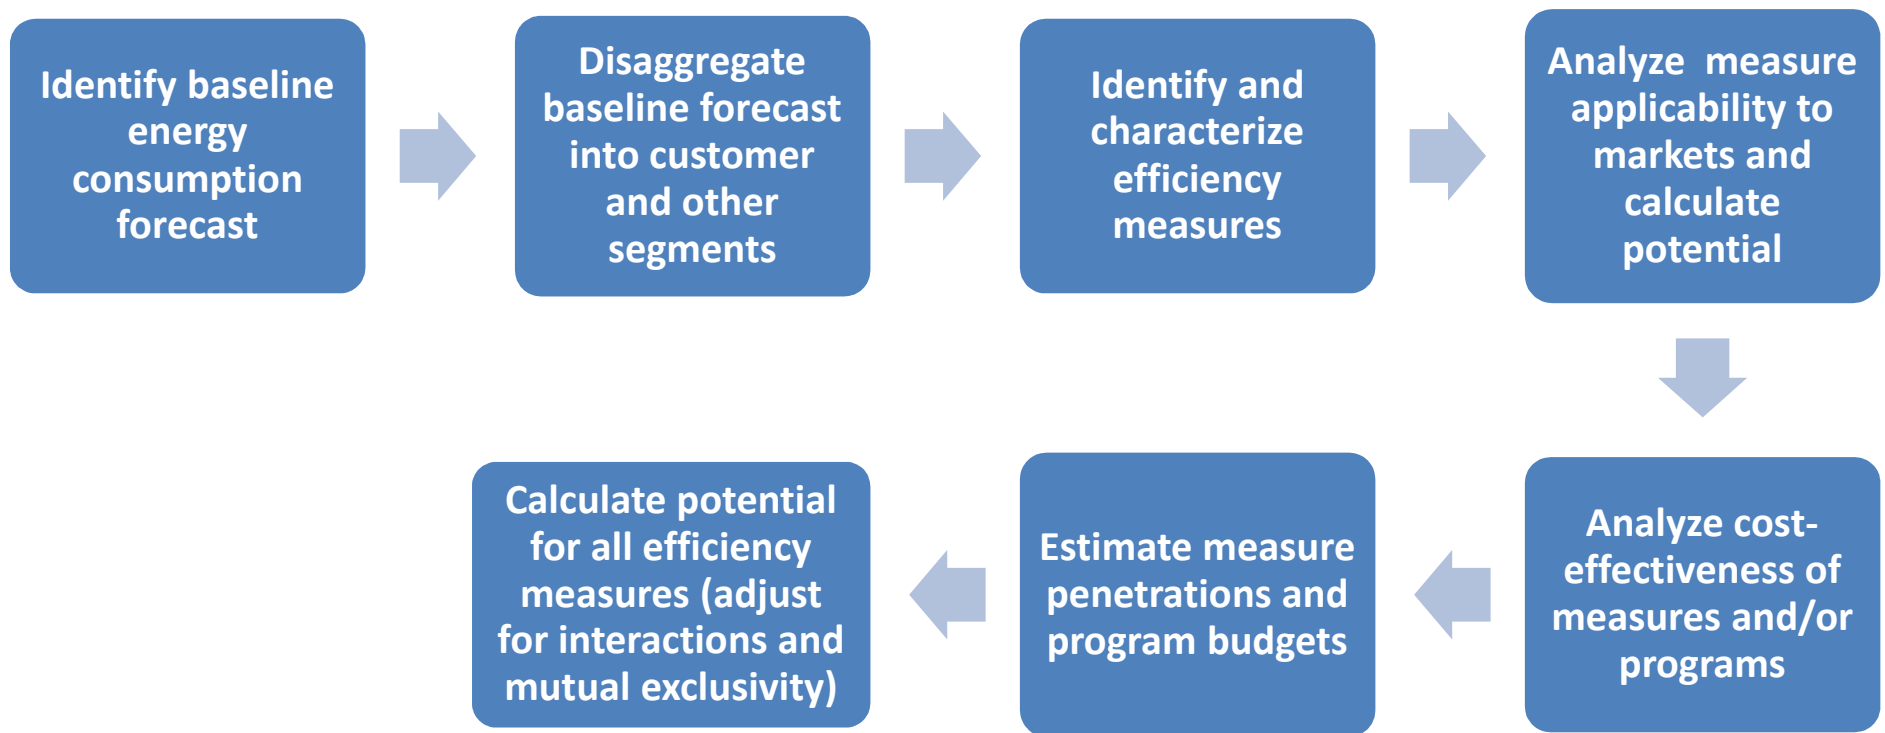 Identify baseline
energy
consumption
forecast
Disaggregate
baseline forecast
into customer
and other
segments
Identify and
characterize
efficiency
measures
Analyze  measure
applicability to
markets and
calculate
potential
Analyze cost-
effectiveness of
measures and/or
programs
Estimate measure
penetrations and
program budgets
Calculate potential
for all efficiency
measures (adjust
for interactions and
mutual exclusivity)